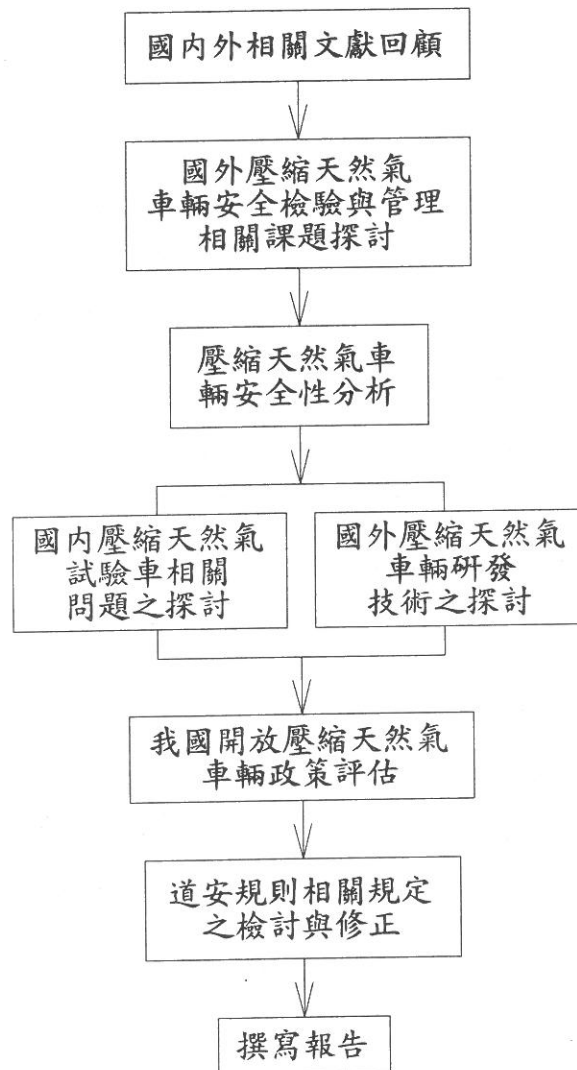 國內外相關文獻回顧
國外壓縮天然氣
車輛安全檢驗與管理
相關課題探討
壓縮天然氣車
輛安全性分析
國內壓縮天然氣
試驗車相關
問題之探討
國外壓縮天然氣
車輛研發
技術之探討
我國開放壓縮天然氣
車輛政策評估
道安規則相關規定
之檢討與修正
撰寫報告